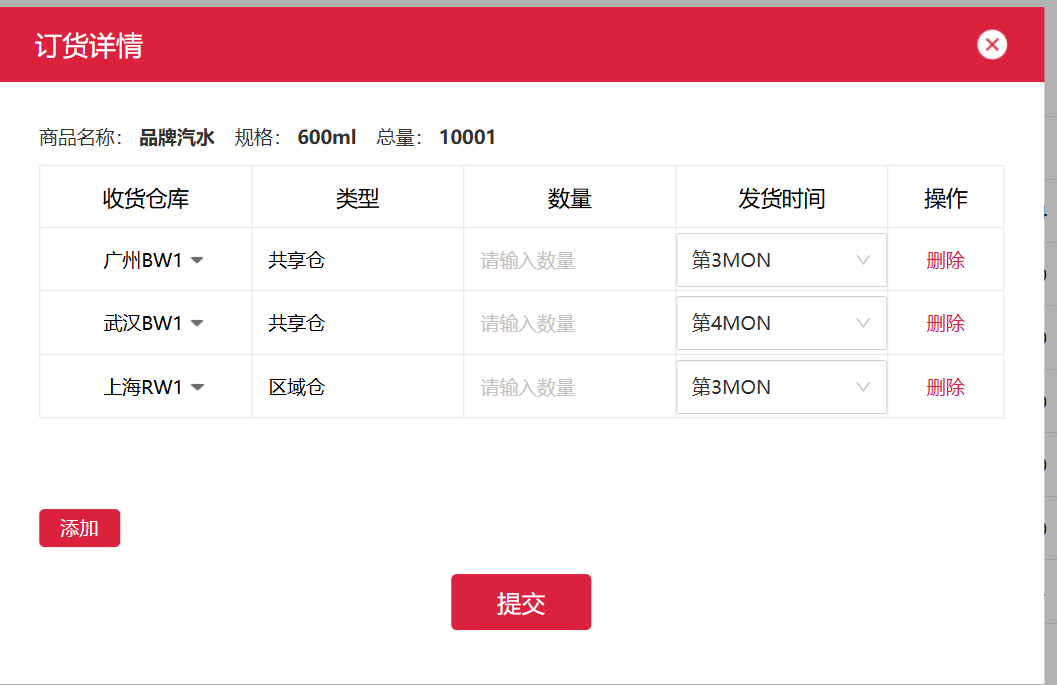 订货详情
商品名称： 品牌汽水 规格： 600ml 总量： 10001
收货仓库 类型 数量 发货时间 操作
广州BW1 共享仓 请输入数量 第3MON 删除
武汉BW1 共享仓 请输入数量 第4MON 删除
上海RW1 区域仓 请输入数量 第3MON 删除
添加
提交